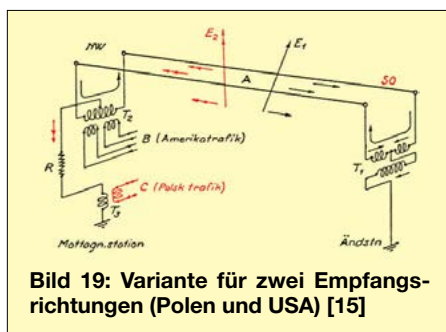 E₂
E₁
NW
A
SO
T₂
B (Amerikatrafik)
T₁
R
C (Polsk trafik)
T₃
Mottagn.station
Ändstn
Bild 19: Variante für zwei Empfangs-
richtungen (Polen und USA) [15]